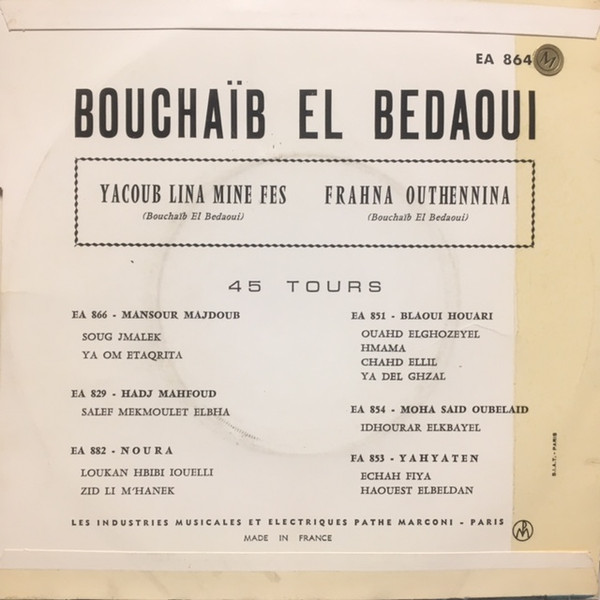 EA 864
BOUCHAÏB EL BEDAOUI
YACOUB LINA MINE FES
(Bouchaïb El Bedaoui)
FRAHNA OUTHENNINA
(Bouchaïb El Bedaoui)
45 TOURS
EA 866 - MANSOUR MAJDOUB
SOUG JMALEK
YA OM ETAQRITA
EA 829 - HADJ MAHFOUD
SALEF MEKMOULET ELBHA
EA 882 - NOURA
LOUKAN HBIBI IOUELLI
ZID LI M'HANEK
EA 851 - BLAOUI HOUARI
OUAHD ELGHOZEYEL
HMAMA
CHAHD ELLIL
YA DEL GHZAL
EA 854 - MOHA SAID OUBELAID
IDHOURAR ELKBAYEL
FA 853 - YAHYATEN
ECHAH FIYA
HAOUEST ELBELDAN
S.I.A.T. - PARIS
LES INDUSTRIES MUSICALES ET ELECTRIQUES PATHE MARCONI - PARIS
MADE IN FRANCE